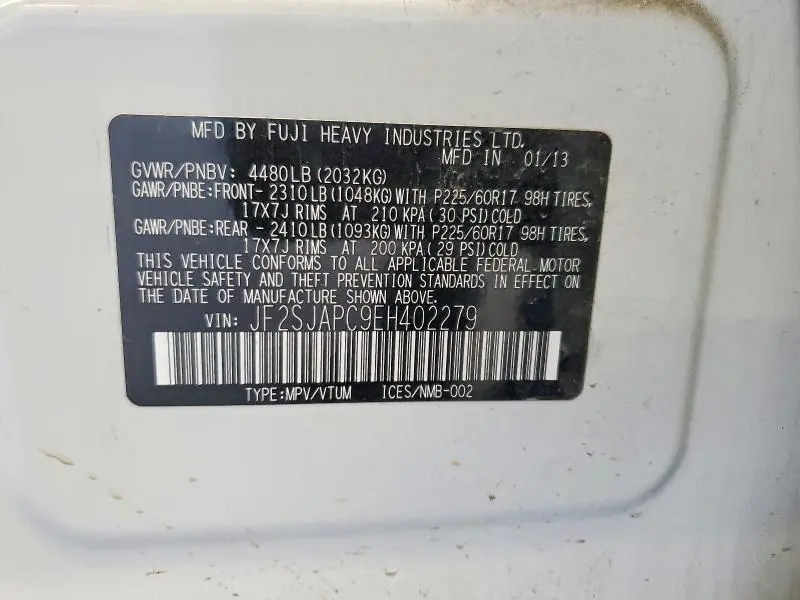 MFD BY FUJI HEAVY INDUSTRIES LTD.
MFD IN 01/13
GVWR/PNBV: 4480LB (2032KG)
GAWR/PNBE:FRONT- 2310LB (1048KG) WITH P225/60R17 98H TIRES,
17X7J RIMS AT 210 KPA ( 30 PSI) COLD
GAWR/PNBE:REAR - 2410LB (1093KG) WITH P225/60R17 98H TIRES,
17X7J RIMS AT 200 KPA ( 29 PSI) COLD
THIS VEHICLE CONFORMS TO ALL APPLICABLE FEDERAL MOTOR
VEHICLE SAFETY AND THEFT PREVENTION STANDARDS IN EFFECT ON
THE DATE OF MANUFACTURE SHOWN ABOVE.
VIN: JF2SJAPC9EH402279
TYPE:MPV/VTUM ICES/NMB-002